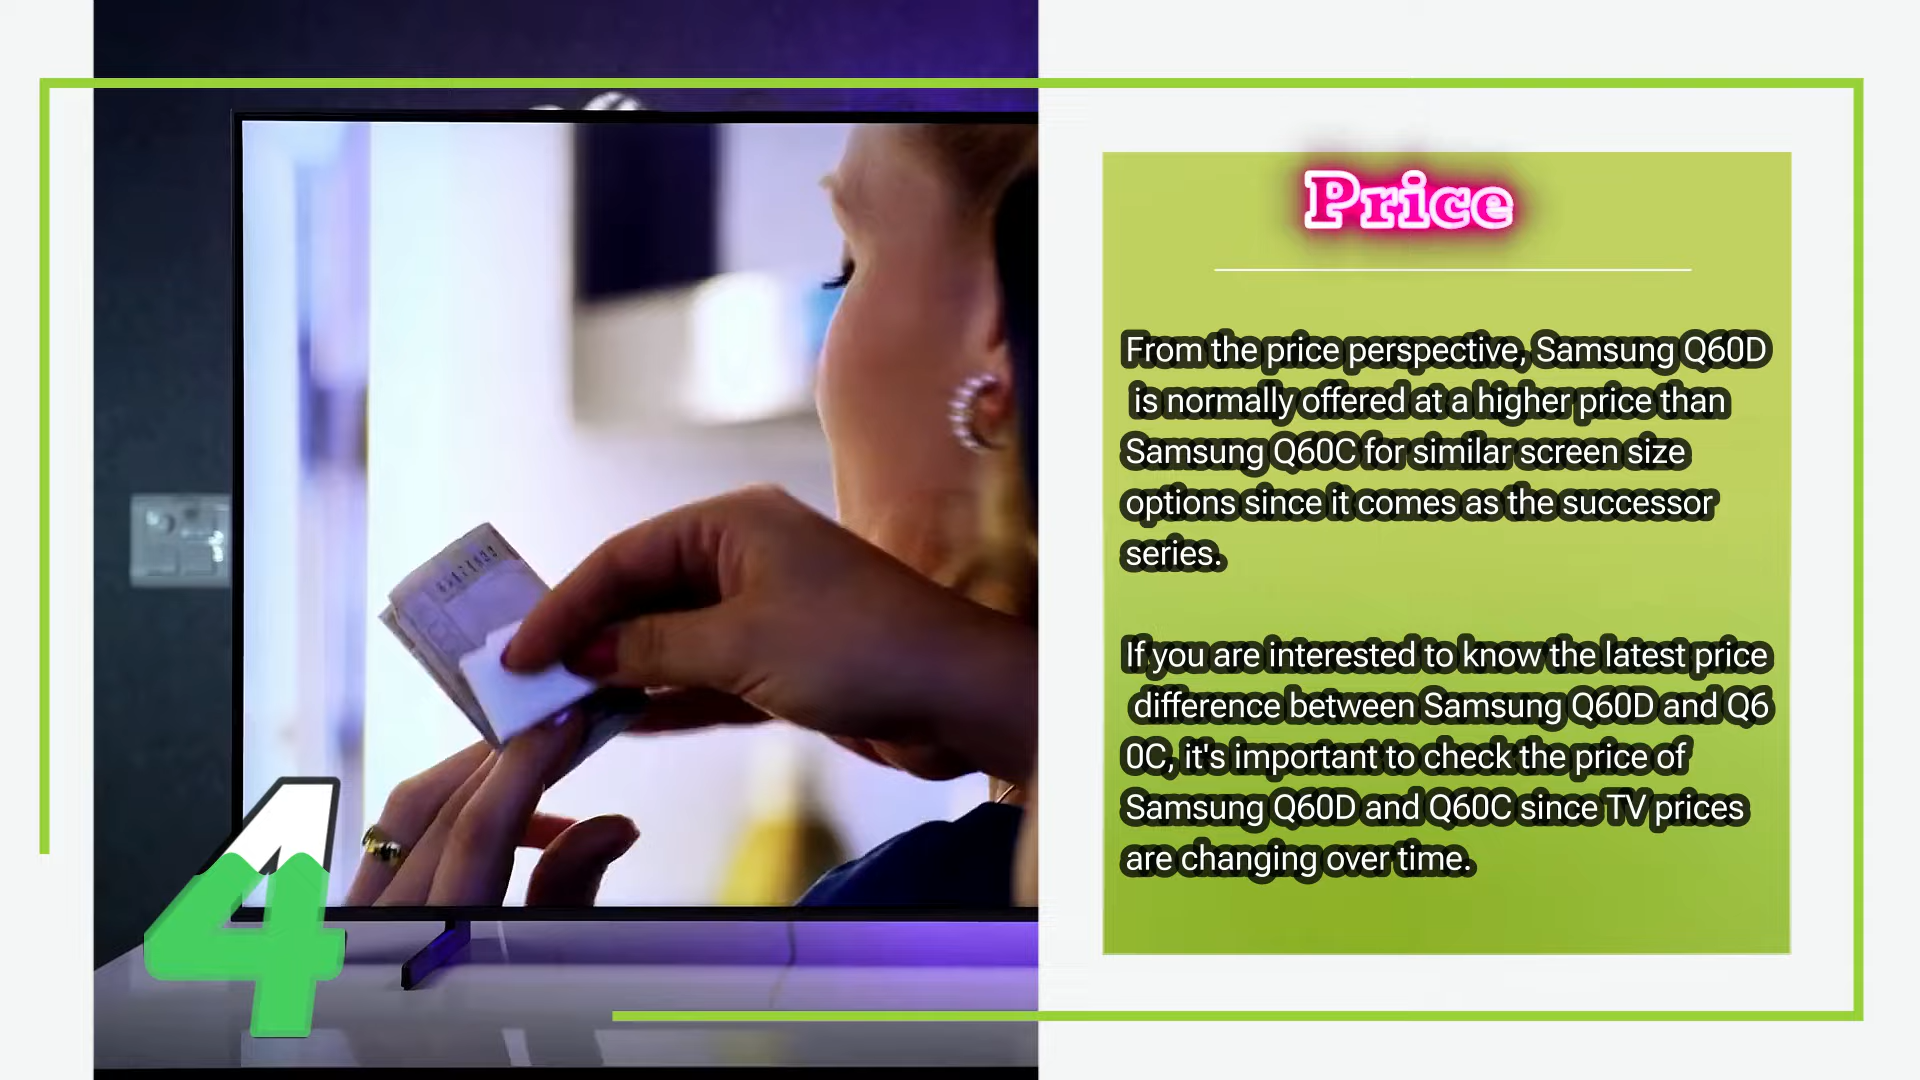 Price
From the price perspective, Samsung Q60D
is normally offered at a higher price than
Samsung Q60C for similar screen size
options since it comes as the successor
series.
If you are interested to know the latest price
difference between Samsung Q60D and Q6
0C, it's important to check the price of
Samsung Q60D and Q60C since TV prices
are changing over time.
4